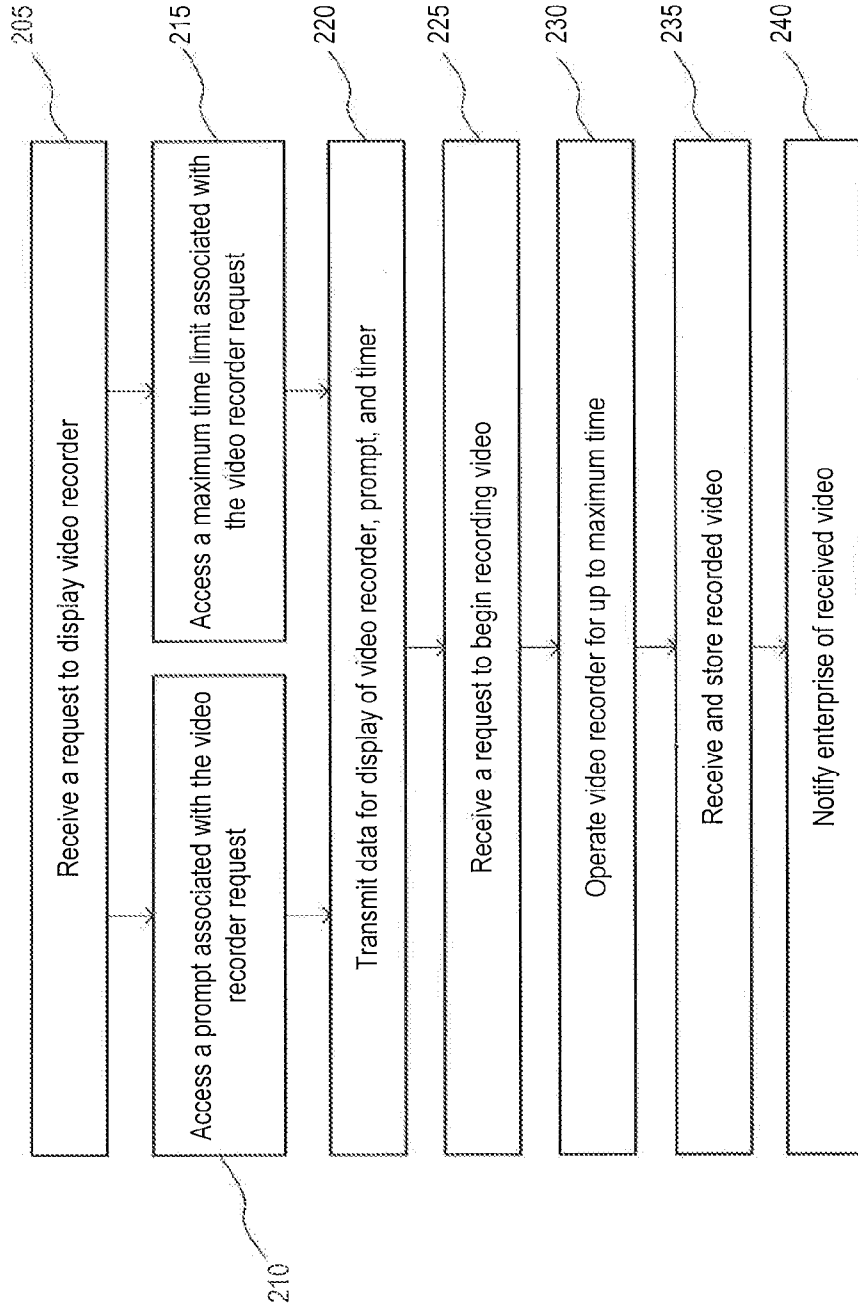 205
Receive a request to display video recorder
210
Access a prompt associated with the video
recorder request
215
Access a maximum time limit associated with
the video recorder request
220
Transmit data for display of video recorder, prompt, and timer
225
Receive a request to begin recording video
230
Operate video recorder for up to maximum time
235
Receive and store recorded video
240
Notify enterprise of received video